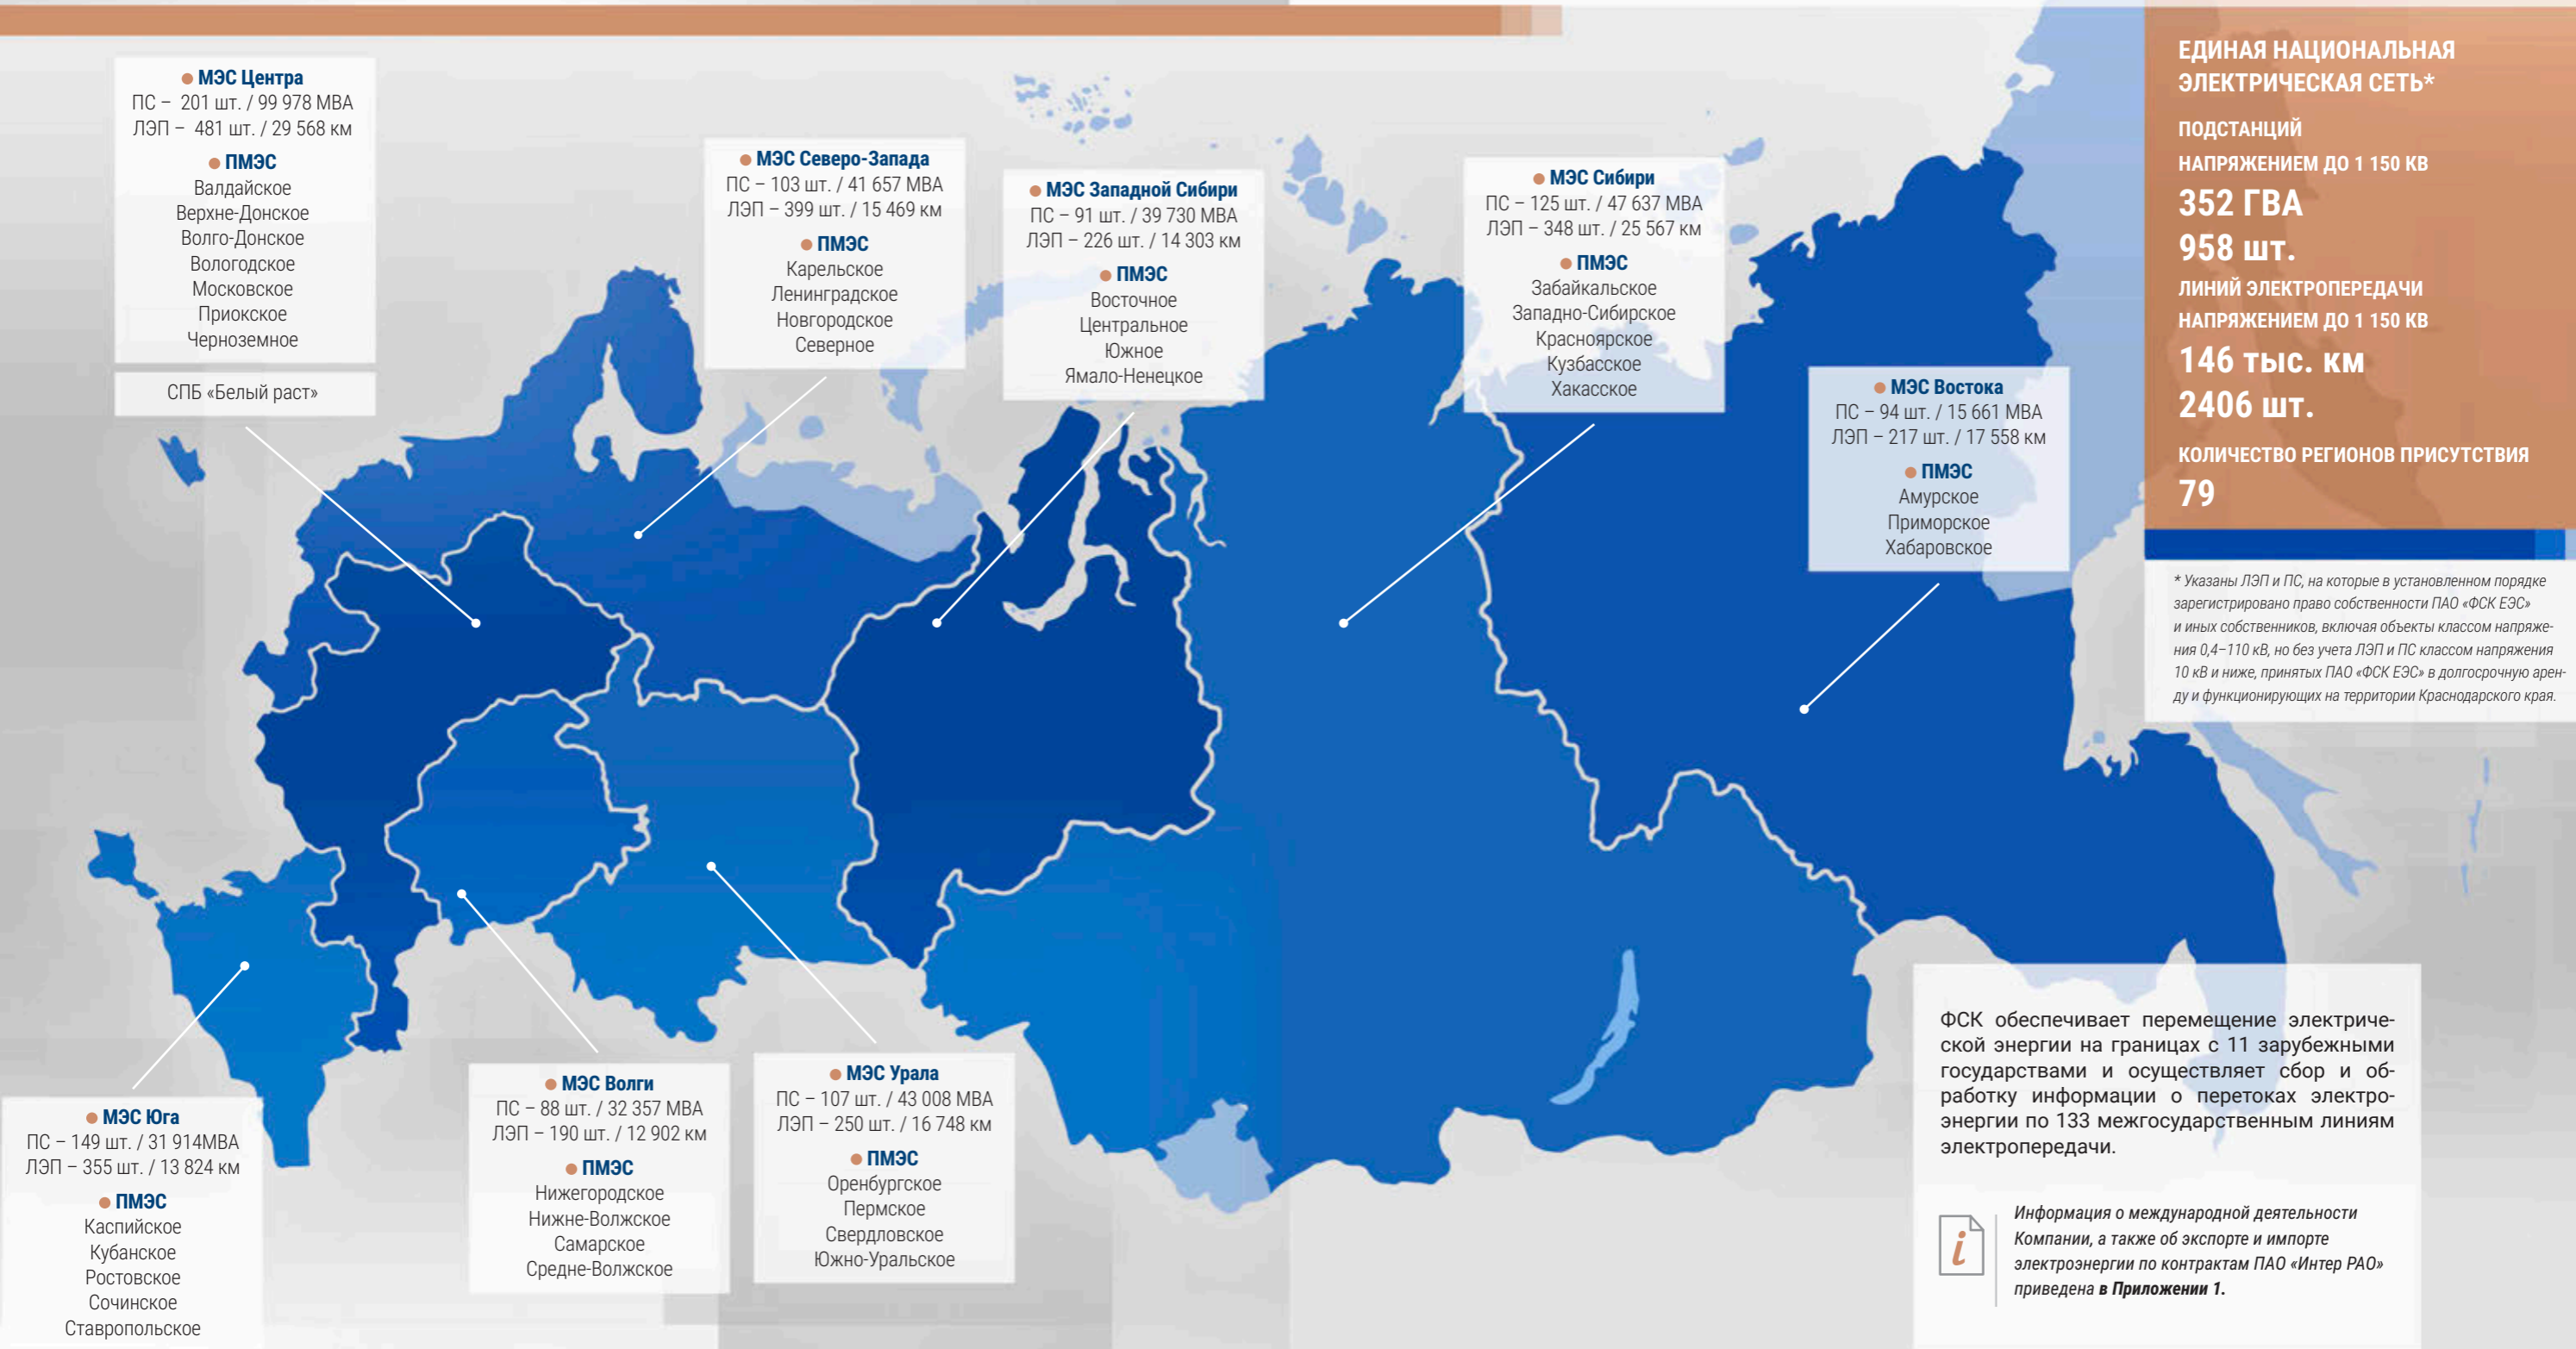 ● МЭС Центра
ПС – 201 шт. / 99 978 МВА
ЛЭП – 481 шт. / 29 568 км
● ПМЭС
Валдайское
Верхне-Донское
Волго-Донское
Вологодское
Московское
Приокское
Черноземное
СПБ «Белый раст»
● МЭС Северо-Запада
ПС – 103 шт. / 41 657 МВА
ЛЭП – 399 шт. / 15 469 км
● ПМЭС
Карельское
Ленинградское
Новгородское
Северное
● МЭС Западной Сибири
ПС – 91 шт. / 39 730 МВА
ЛЭП – 226 шт. / 14 303 км
● ПМЭС
Восточное
Центральное
Южное
Ямало-Ненецкое
● МЭС Сибири
ПС – 125 шт. / 47 637 МВА
ЛЭП – 348 шт. / 25 567 км
● ПМЭС
Забайкальское
Западно-Сибирское
Красноярское
Кузбасское
Хакасское
● МЭС Востока
ПС – 94 шт. / 15 661 МВА
ЛЭП – 217 шт. / 17 558 км
● ПМЭС
Амурское
Приморское
Хабаровское
ЕДИНАЯ НАЦИОНАЛЬНАЯ
ЭЛЕКТРИЧЕСКАЯ СЕТЬ*
ПОДСТАНЦИЙ
НАПРЯЖЕНИЕМ ДО 1 150 КВ
352 ГВА
958 шт.
ЛИНИЙ ЭЛЕКТРОПЕРЕДАЧИ
НАПРЯЖЕНИЕМ ДО 1 150 КВ
146 тыс. км
2406 шт.
КОЛИЧЕСТВО РЕГИОНОВ ПРИСУТСТВИЯ
79
* Указаны ЛЭП и ПС, на которые в установленном порядке
зарегистрировано право собственности ПАО «ФСК ЕЭС»
и иных собственников, включая объекты классом напряже-
ния 0,4–110 кВ, но без учета ЛЭП и ПС классом напряжения
10 кВ и ниже, принятых ПАО «ФСК ЕЭС» в долгосрочную арен-
ду и функционирующих на территории Краснодарского края.
● МЭС Юга
ПС – 149 шт. / 31 914МВА
ЛЭП – 355 шт. / 13 824 км
● ПМЭС
Каспийское
Кубанское
Ростовское
Сочинское
Ставропольское
● МЭС Волги
ПС – 88 шт. / 32 357 МВА
ЛЭП – 190 шт. / 12 902 км
● ПМЭС
Нижегородское
Нижне-Волжское
Самарское
Средне-Волжское
● МЭС Урала
ПС – 107 шт. / 43 008 МВА
ЛЭП – 250 шт. / 16 748 км
● ПМЭС
Оренбургское
Пермское
Свердловское
Южно-Уральское
ФСК обеспечивает перемещение электриче-
ской энергии на границах с 11 зарубежными
государствами и осуществляет сбор и об-
работку информации о перетоках электро-
энергии по 133 межгосударственным линиям
электропередачи.
i
Информация о международной деятельности
Компании, а также об экспорте и импорте
электроэнергии по контрактам ПАО «Интер РАО»
приведена в Приложении 1.